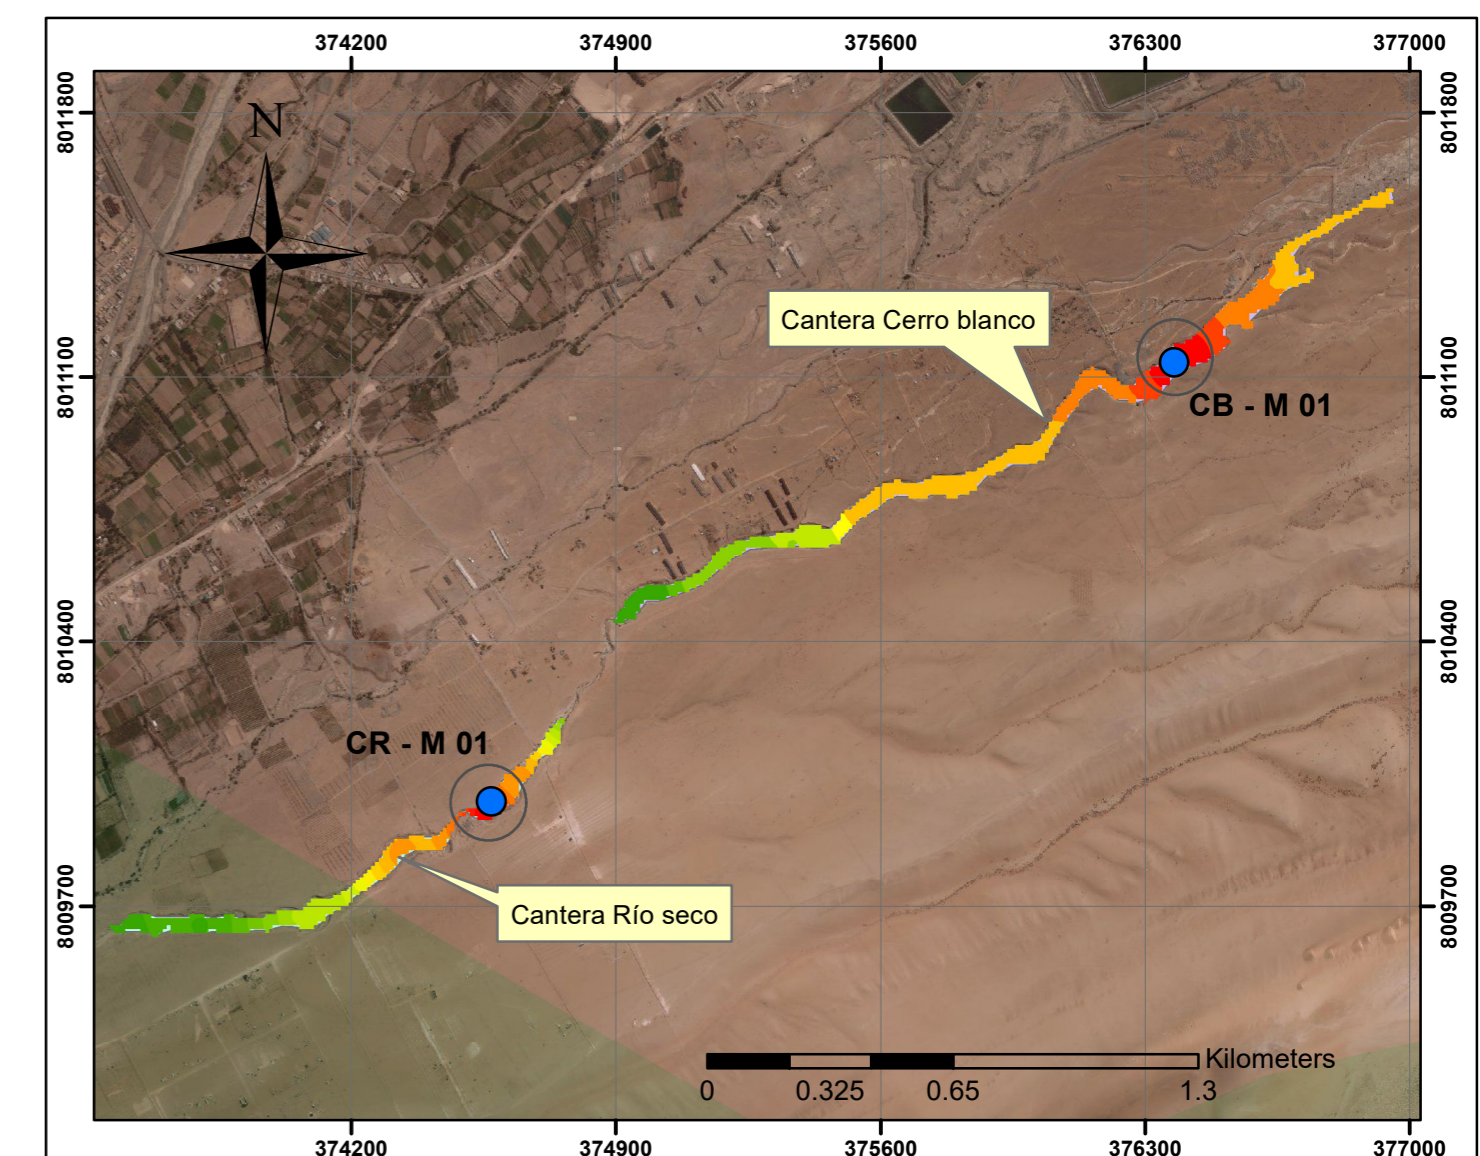 374200 374900 375600 376300 377000
8011800 8011800
N
Cantera Cerro blanco
8011100 8011100
CB - M 01
8010400 8010400
CR - M 01
8009700 8009700
Cantera Río seco
Kilometers
0 0.325 0.65 1.3
374200 374900 375600 376300 377000